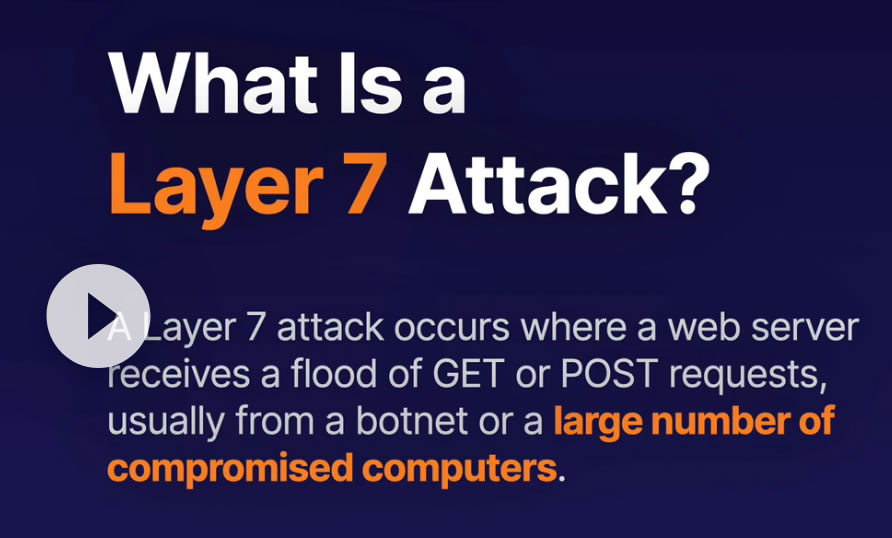 What Is a
Layer 7 Attack?
A Layer 7 attack occurs where a web server
receives a flood of GET or POST requests,
usually from a botnet or a large number of
compromised computers.